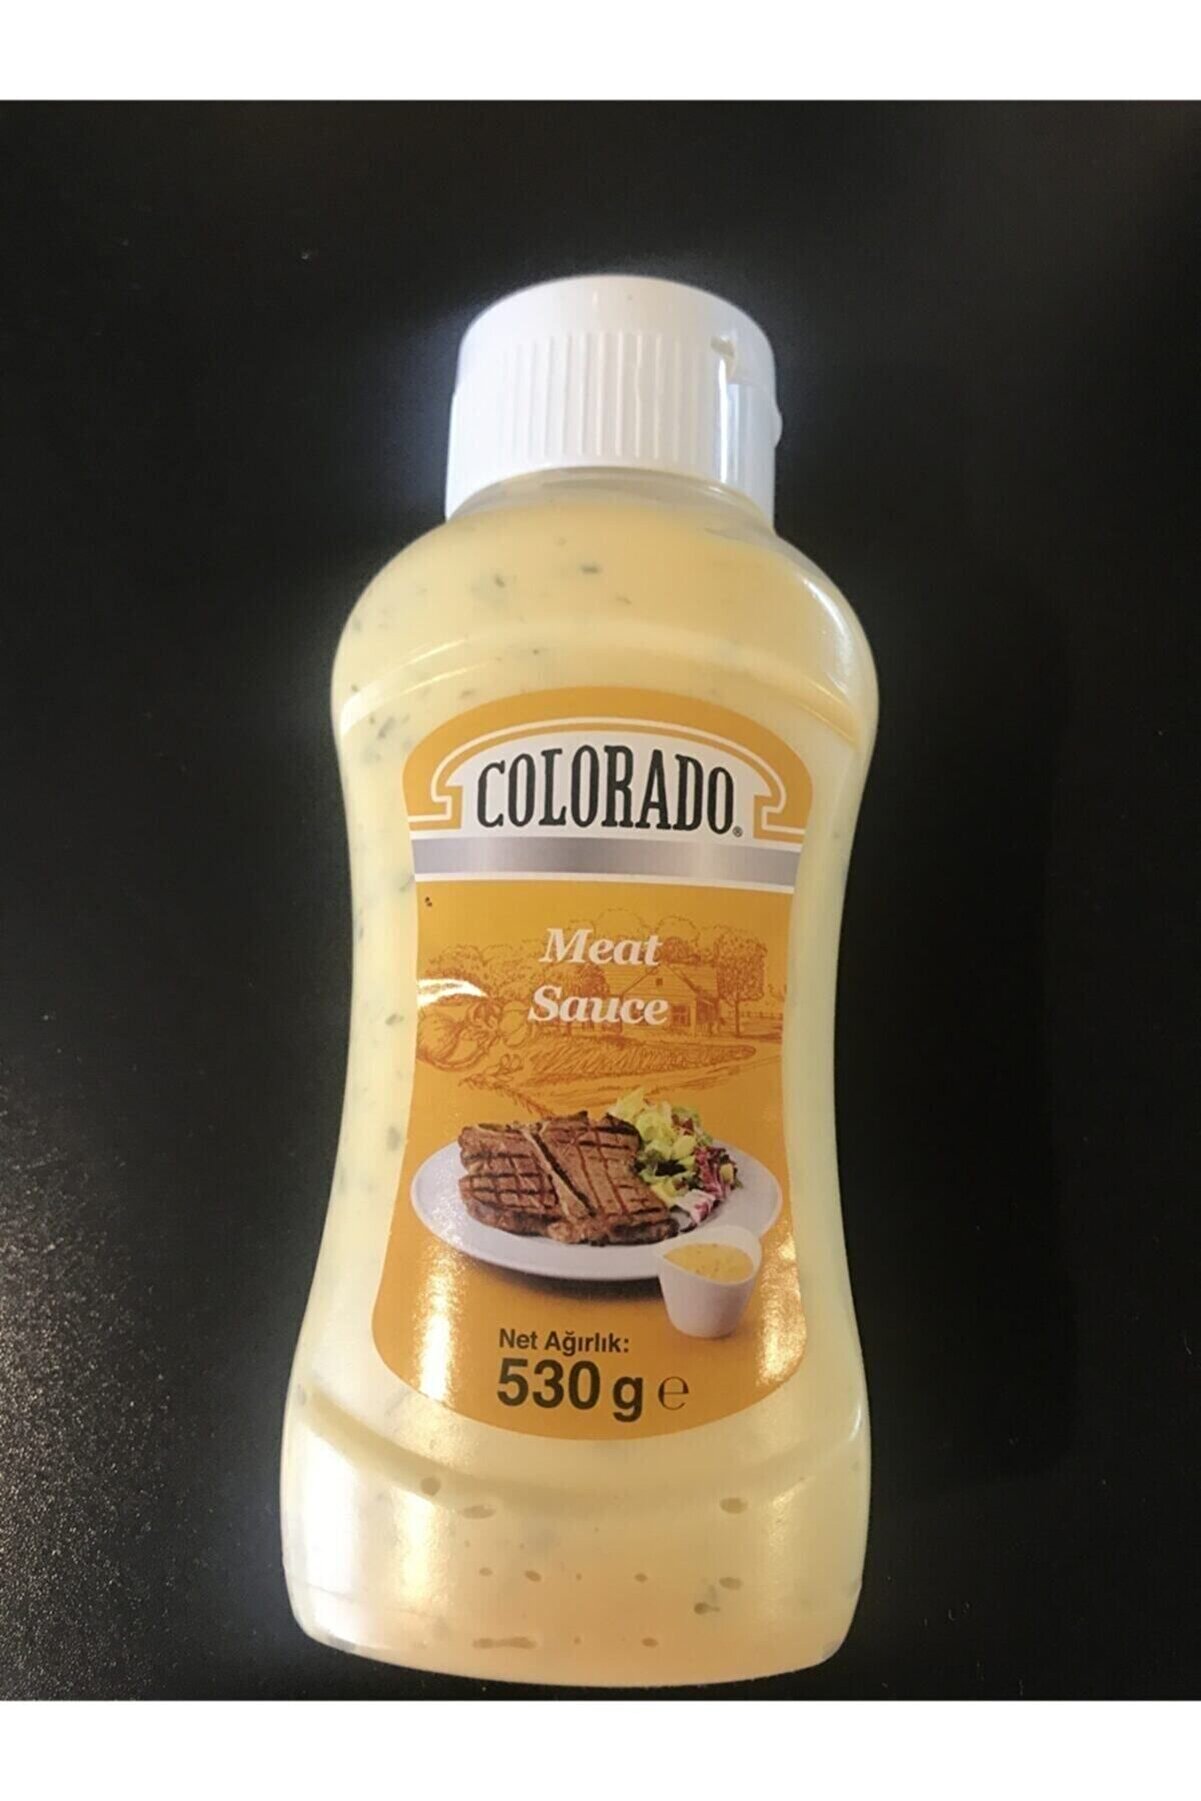 COLORADO®
Meat
Sauce
Net Ağırlık:
530 g ℮